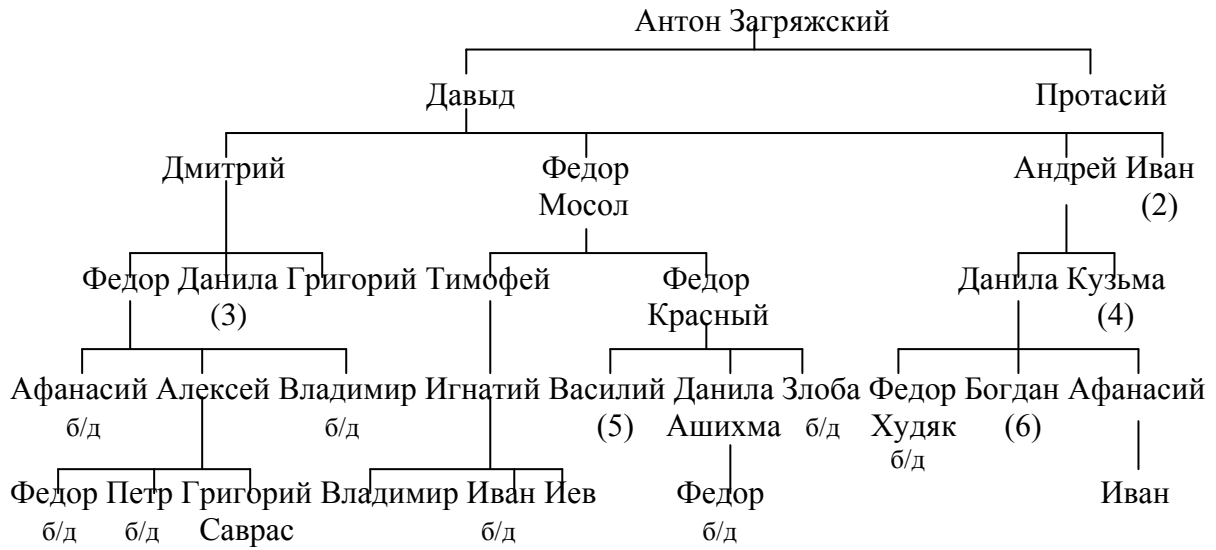 Антон Загряжский
Давыд Протасий
Дмитрий Федор Андрей Иван
Мосол (2)
Федор Данила Григорий Тимофей Федор Данила Кузьма
(3) Красный (4)
Афанасий Алексей Владимир Игнатий Василий Данила Злоба Федор Богдан Афанасий
б/д б/д (5) Ашихма б/д Худяк (6)
б/д
Федор Петр Григорий Владимир Иван Иев Федор Иван
б/д б/д Саврас б/д б/д